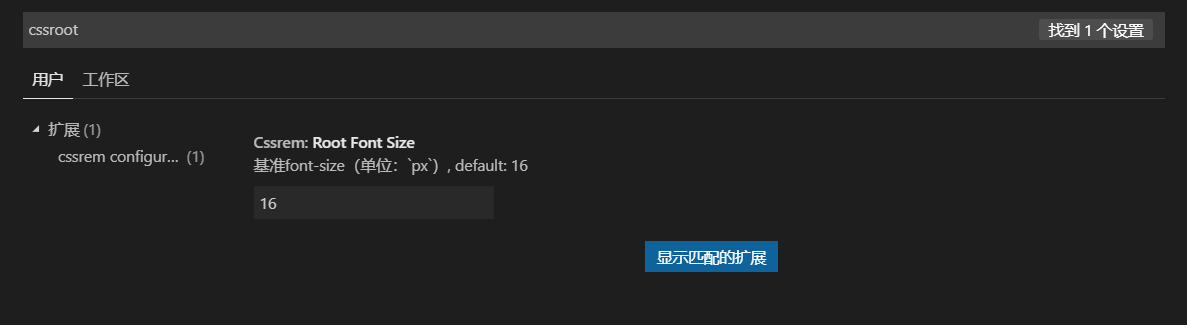 cssroot
找到 1 个设置
用户 工作区
扩展 (1)
cssrem configur... (1)
Cssrem: Root Font Size
基准font-size（单位：`px`）, default: 16
16
显示匹配的扩展